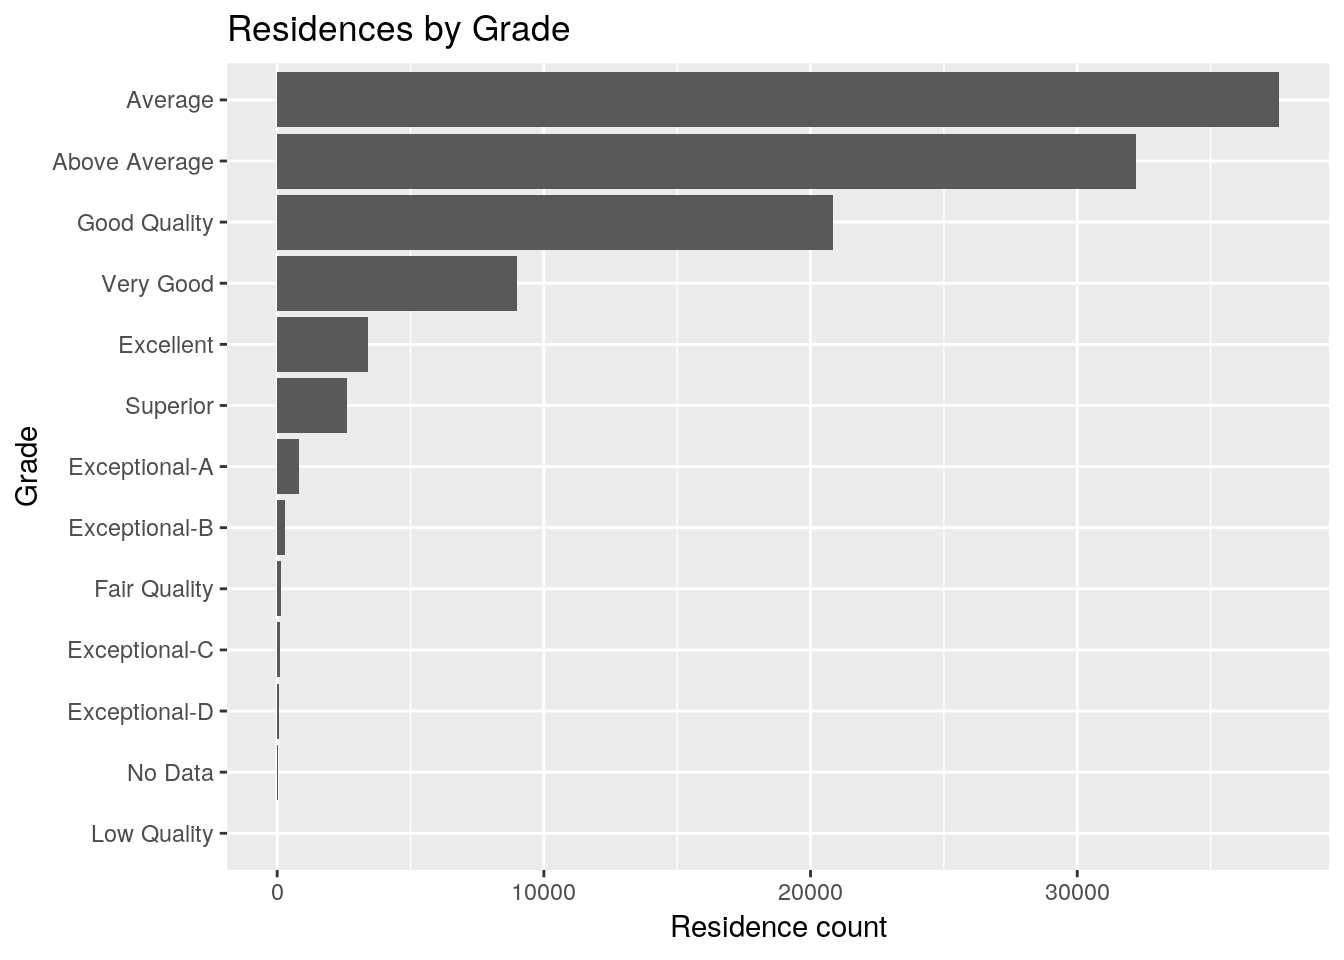 Residences by Grade
Average
Above Average
Good Quality
Very Good
Excellent
Superior
Exceptional-A
Exceptional-B
Fair Quality
Exceptional-C
Exceptional-D
No Data
Low Quality
Grade
0 10000 20000 30000
Residence count